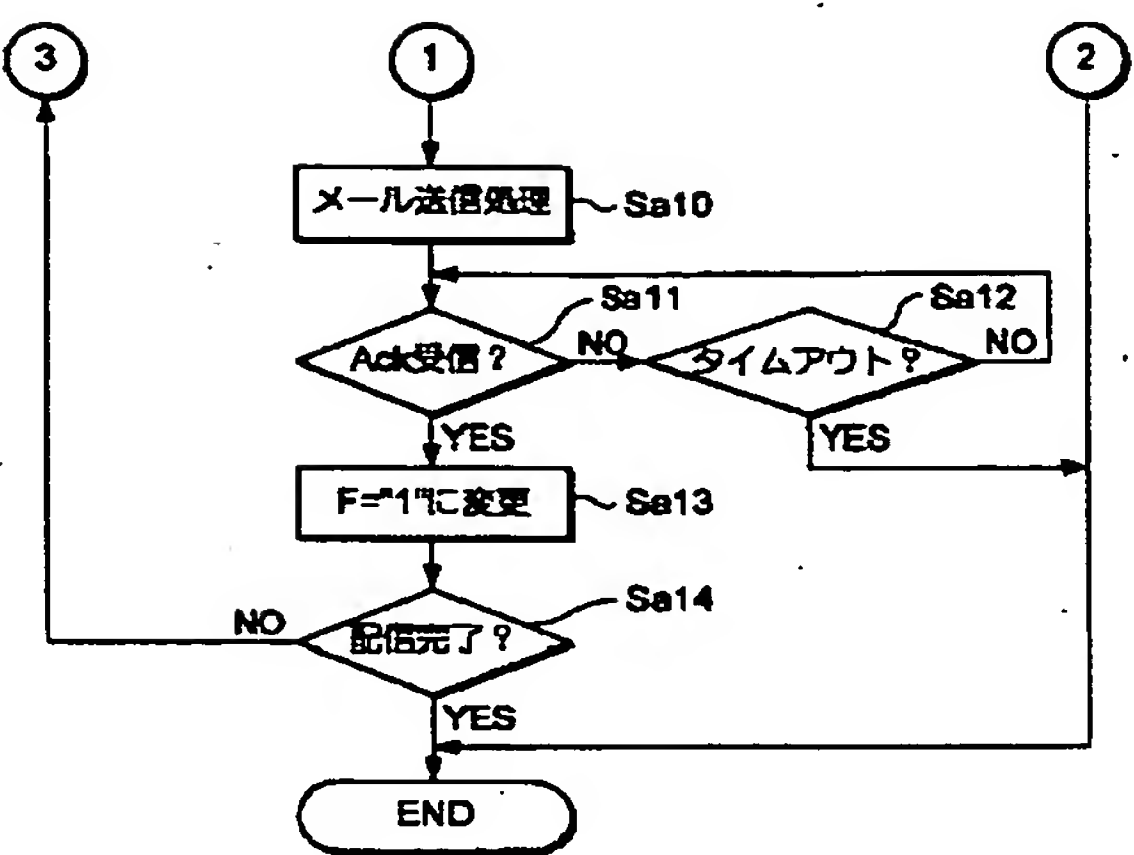 3
1
2
メール送信処理
Sa10
Sa11
Sa12
Ack受信？
NO
タイムアウト？
NO
YES
YES
F="1"に変更
Sa13
Sa14
NO
配信完了？
YES
END